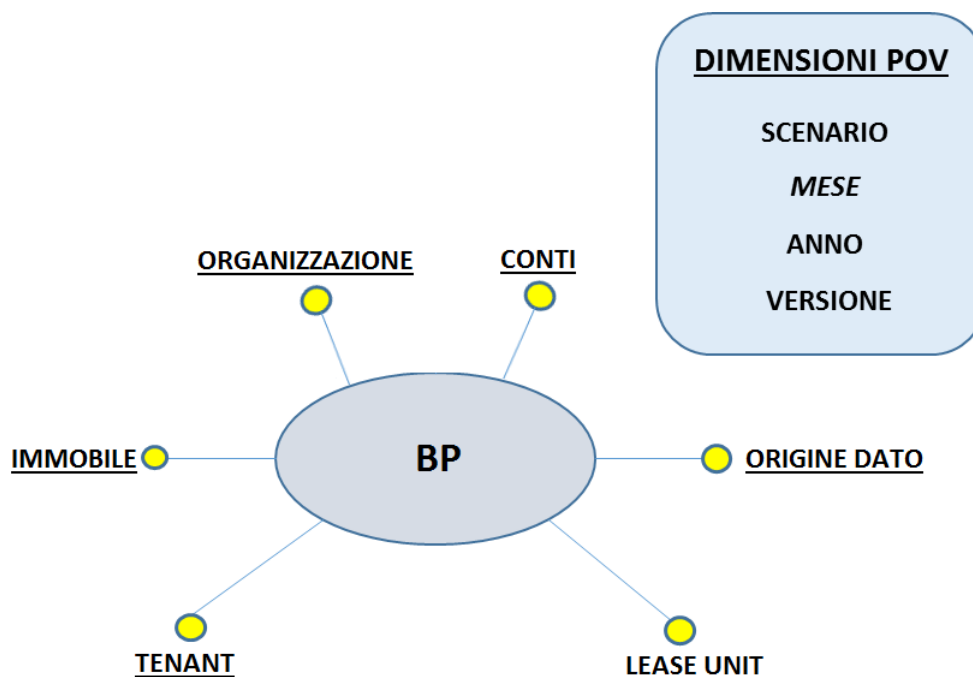 DIMENSIONI POV
SCENARIO
MESE
ANNO
VERSIONE
ORGANIZZAZIONE
CONTI
IMMOBILE
BP
ORIGINE DATO
TENANT
LEASE UNIT